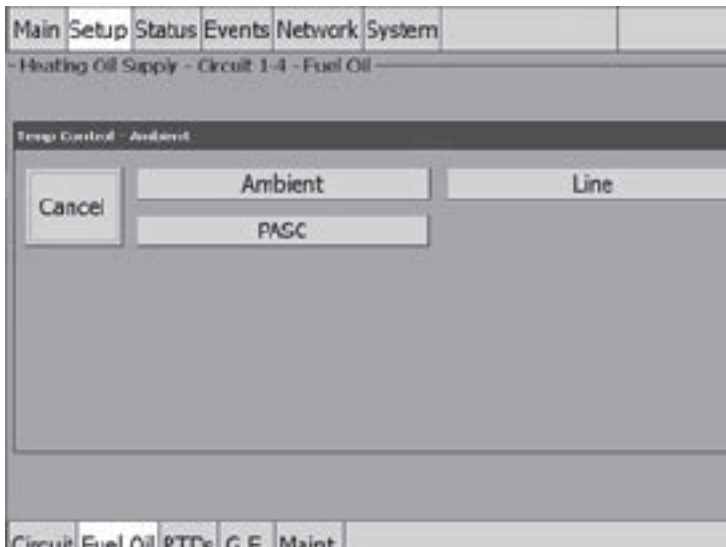 Main Setup Status Events Network System
Heating Oil Supply - Circuit 1-4 - Fuel Oil
Temp Control - Ambient
Cancel
Ambient
Line
PASC
Circuit Fuel Oil RTDs G.F. Maint